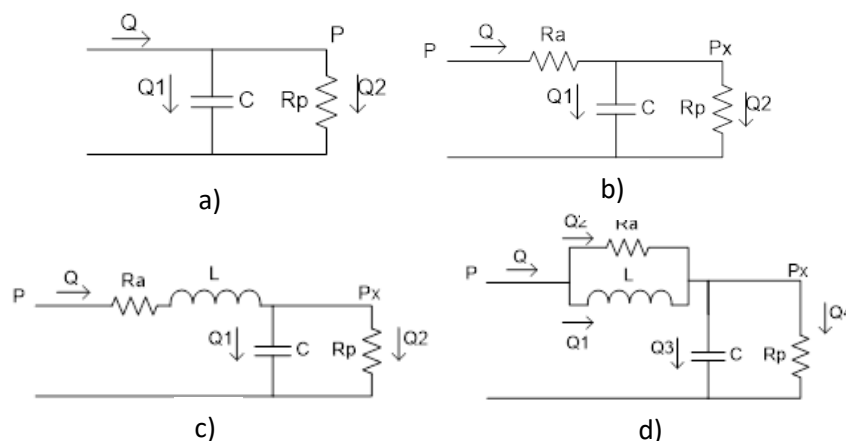 Q P
Q1 C Rp Q2
a)
P Q Ra Px
Q1 C Rp Q2
b)
P Q Ra L Px
Q1 C Rp Q2
c)
Q2 Ra
P Q L Px
Q1 Q3 C Rp Q4
d)